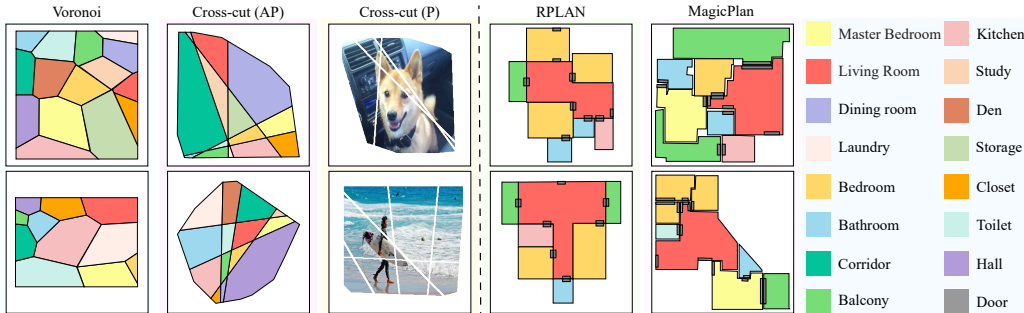 Voronoi
Cross-cut (AP)
Cross-cut (P)
RPLAN
MagicPlan
Master Bedroom
Kitchen
Living Room
Study
Dining room
Den
Laundry
Storage
Bedroom
Closet
Bathroom
Toilet
Corridor
Hall
Balcony
Door